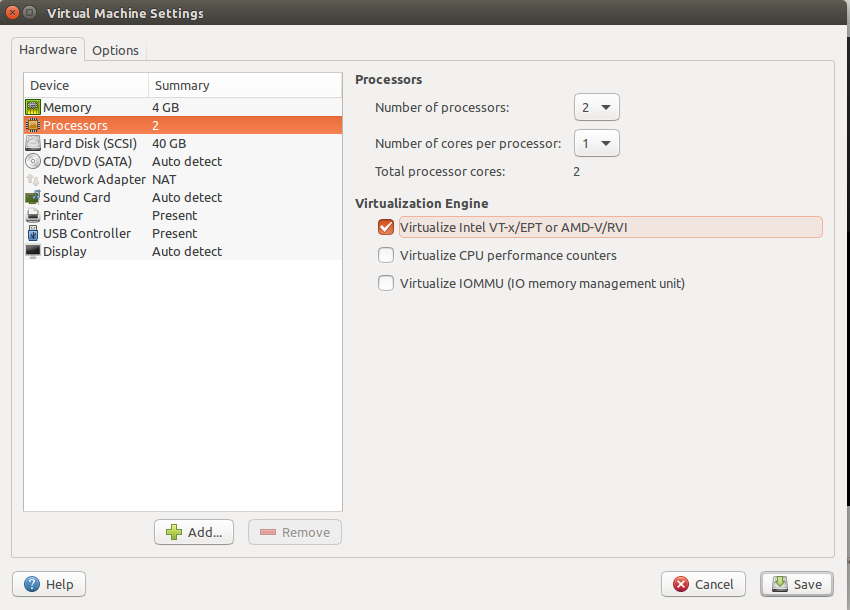 Virtual Machine Settings
Hardware Options
Device Summary
Memory 4 GB
Processors 2
Hard Disk (SCSI) 40 GB
CD/DVD (SATA) Auto detect
Network Adapter NAT
Sound Card Auto detect
Printer Present
USB Controller Present
Display Auto detect
Add... Remove
Processors
Number of processors: 2
Number of cores per processor: 1
Total processor cores: 2
Virtualization Engine
Virtualize Intel VT-x/EPT or AMD-V/RVI
Virtualize CPU performance counters
Virtualize IOMMU (IO memory management unit)
Help Cancel Save